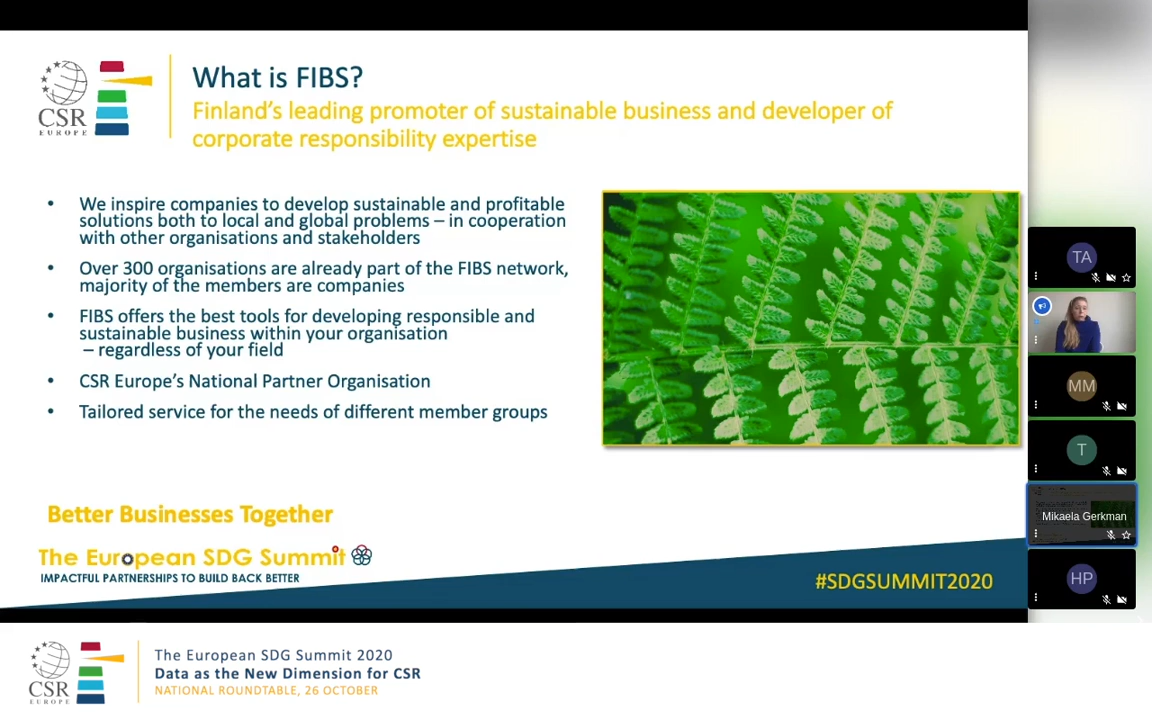 What is FIBS?
Finland's leading promoter of sustainable business and developer of
corporate responsibility expertise
CSR
EUROPE
• We inspire companies to develop sustainable and profitable
solutions both to local and global problems – in cooperation
with other organisations and stakeholders
• Over 300 organisations are already part of the FIBS network,
majority of the members are companies
• FIBS offers the best tools for developing responsible and
sustainable business within your organisation
– regardless of your field
• CSR Europe's National Partner Organisation
• Tailored service for the needs of different member groups
Better Businesses Together
The European SDG Summit
IMPACTFUL PARTNERSHIPS TO BUILD BACK BETTER
#SDGSUMMIT2020
TA
MM
T
Mikaela Gerkman
HP
CSR
EUROPE
The European SDG Summit 2020
Data as the New Dimension for CSR
NATIONAL ROUNDTABLE, 26 OCTOBER